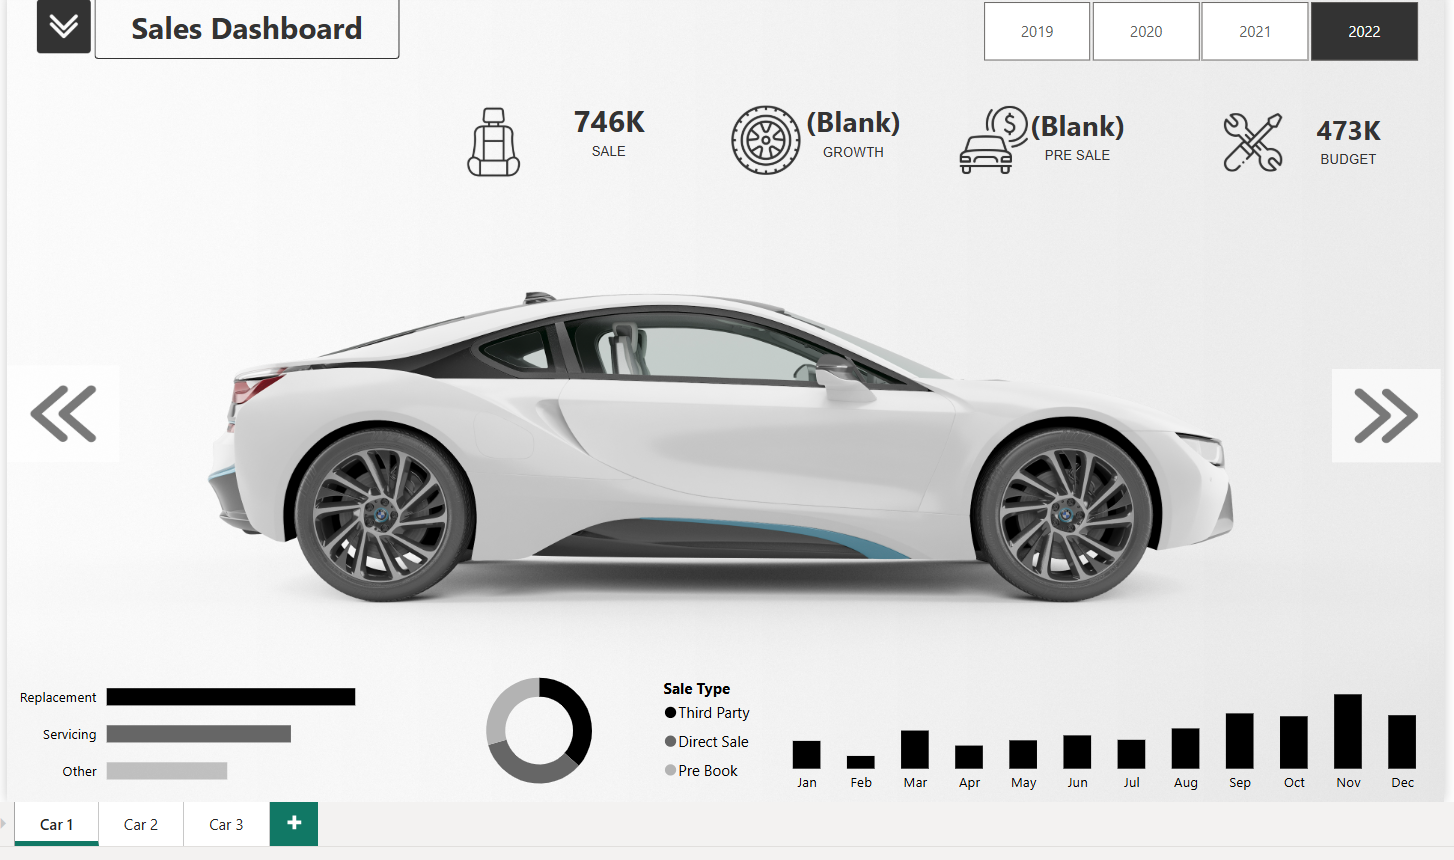 Sales Dashboard
2019
2020
2021
2022
746K
SALE
(Blank)
GROWTH
$
(Blank)
PRE SALE
473K
BUDGET
Replacement
Servicing
Other
Sale Type
Third Party
Direct Sale
Pre Book
Jan Feb Mar Apr May Jun Jul Aug Sep Oct Nov Dec
Car 1
Car 2
Car 3
+